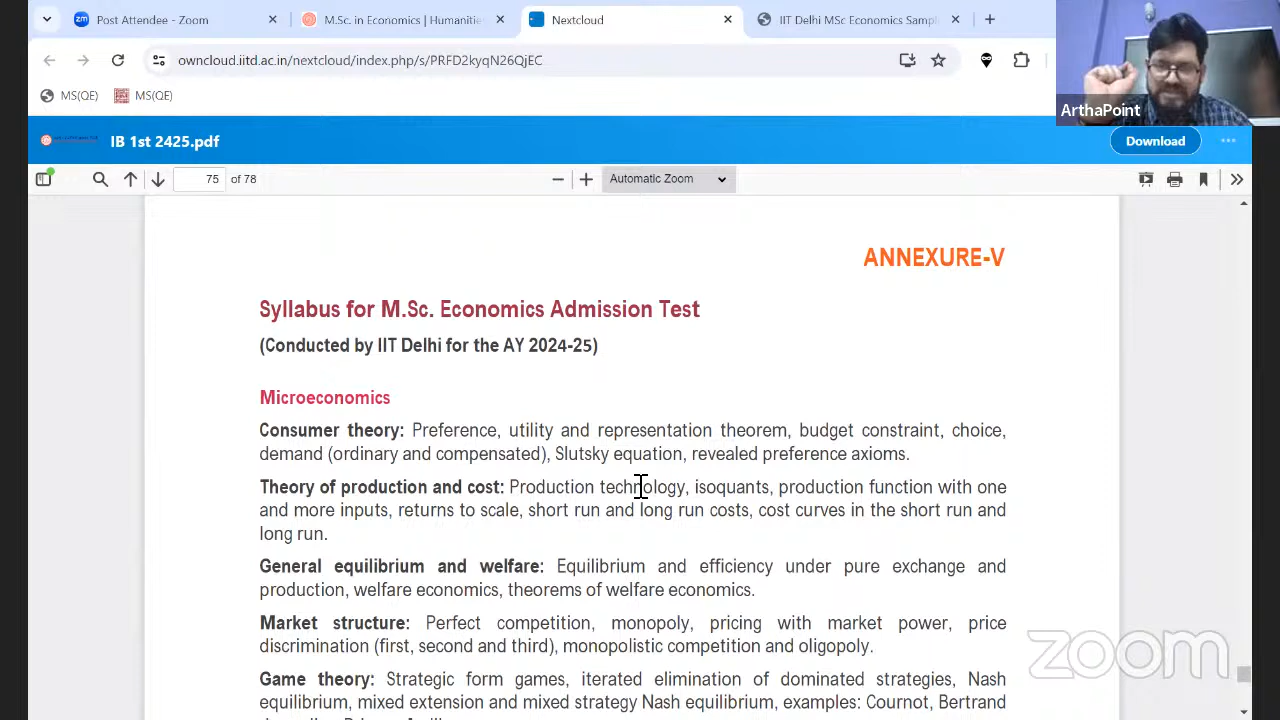 Post Attendee - Zoom
M.Sc. in Economics | Humanitie
Nextcloud
IIT Delhi MSc Economics Sampl
owncloud.iitd.ac.in/nextcloud/index.php/s/PRFD2kyqN26QjEC
MS(QE)
MS(QE)
ArthaPoint
IB 1st 2425.pdf
Download
75 of 78
Automatic Zoom
ANNEXURE-V
Syllabus for M.Sc. Economics Admission Test
(Conducted by IIT Delhi for the AY 2024-25)
Microeconomics
Consumer theory: Preference, utility and representation theorem, budget constraint, choice,
demand (ordinary and compensated), Slutsky equation, revealed preference axioms.
Theory of production and cost: Production technology, isoquants, production function with one
and more inputs, returns to scale, short run and long run costs, cost curves in the short run and
long run.
General equilibrium and welfare: Equilibrium and efficiency under pure exchange and
production, welfare economics, theorems of welfare economics.
Market structure: Perfect competition, monopoly, pricing with market power, price
discrimination (first, second and third), monopolistic competition and oligopoly.
Game theory: Strategic form games, iterated elimination of dominated strategies, Nash
equilibrium, mixed extension and mixed strategy Nash equilibrium, examples: Cournot, Bertrand
zoom